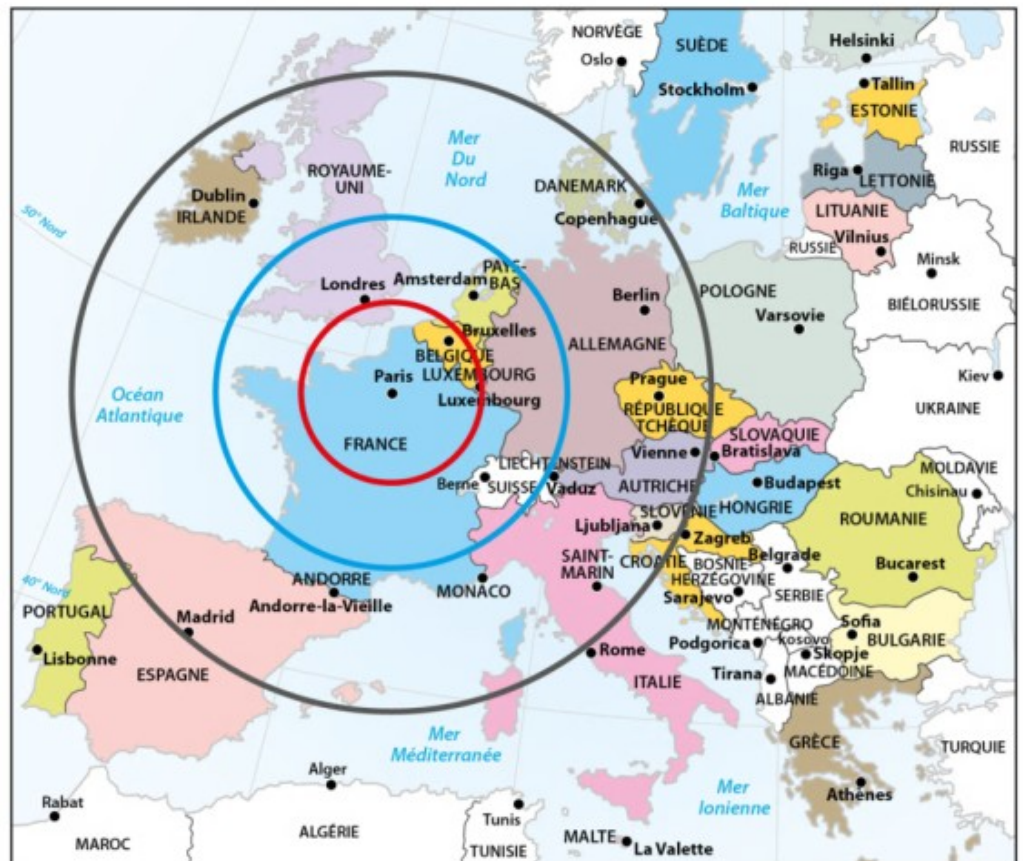 NORVÈGE
Oslo
SUÈDE
Stockholm
Helsinki
Tallin
ESTONIE
RUSSIE
Riga
LETTONIE
Mer
Du
Nord
ROYAUME-
UNI
Dublin
IRLANDE
DANEMARK
Copenhague
Mer
Baltique
LITUANIE
Vilnius
RUSSIE
Minsk
BIÉLORUSSIE
50° Nord
Londres
Amsterdam
PAYS-
BAS
Berlin
POLOGNE
Varsovie
Bruxelles
BELGIQUE
ALLEMAGNE
Paris
LUXEMBOURG
Luxembourg
Prague
RÉPUBLIQUE
TCHÈQUE
Kiev
UKRAINE
Océan
Atlantique
FRANCE
SLOVAQUIE
Vienne
Bratislava
LIECHTENSTEIN
Berne
SUISSE
Vaduz
AUTRICHE
Budapest
HONGRIE
MOLDAVIE
Chisinau
ROUMANIE
SLOVÉNIE
Ljubljana
Zagreb
CROATIE
BOSNIE
HERZÉGOVINE
Belgrade
Bucarest
SAINT-
MARIN
Sarajevo
SERBIE
40° Nord
ANDORRE
Andorre-la-Vieille
MONACO
PORTUGAL
Madrid
Lisbonne
ESPAGNE
MONTÉNÉGRO
Podgorica
kosovo
Sofia
BULGARIE
Skopje
MACÉDOINE
Rome
ITALIE
Tirana
ALBANIE
Mer
Méditerranée
GRÈCE
TURQUIE
Athènes
Mer
Ionienne
Alger
Rabat
MAROC
ALGÉRIE
Tunis
TUNISIE
MALTE
La Valette